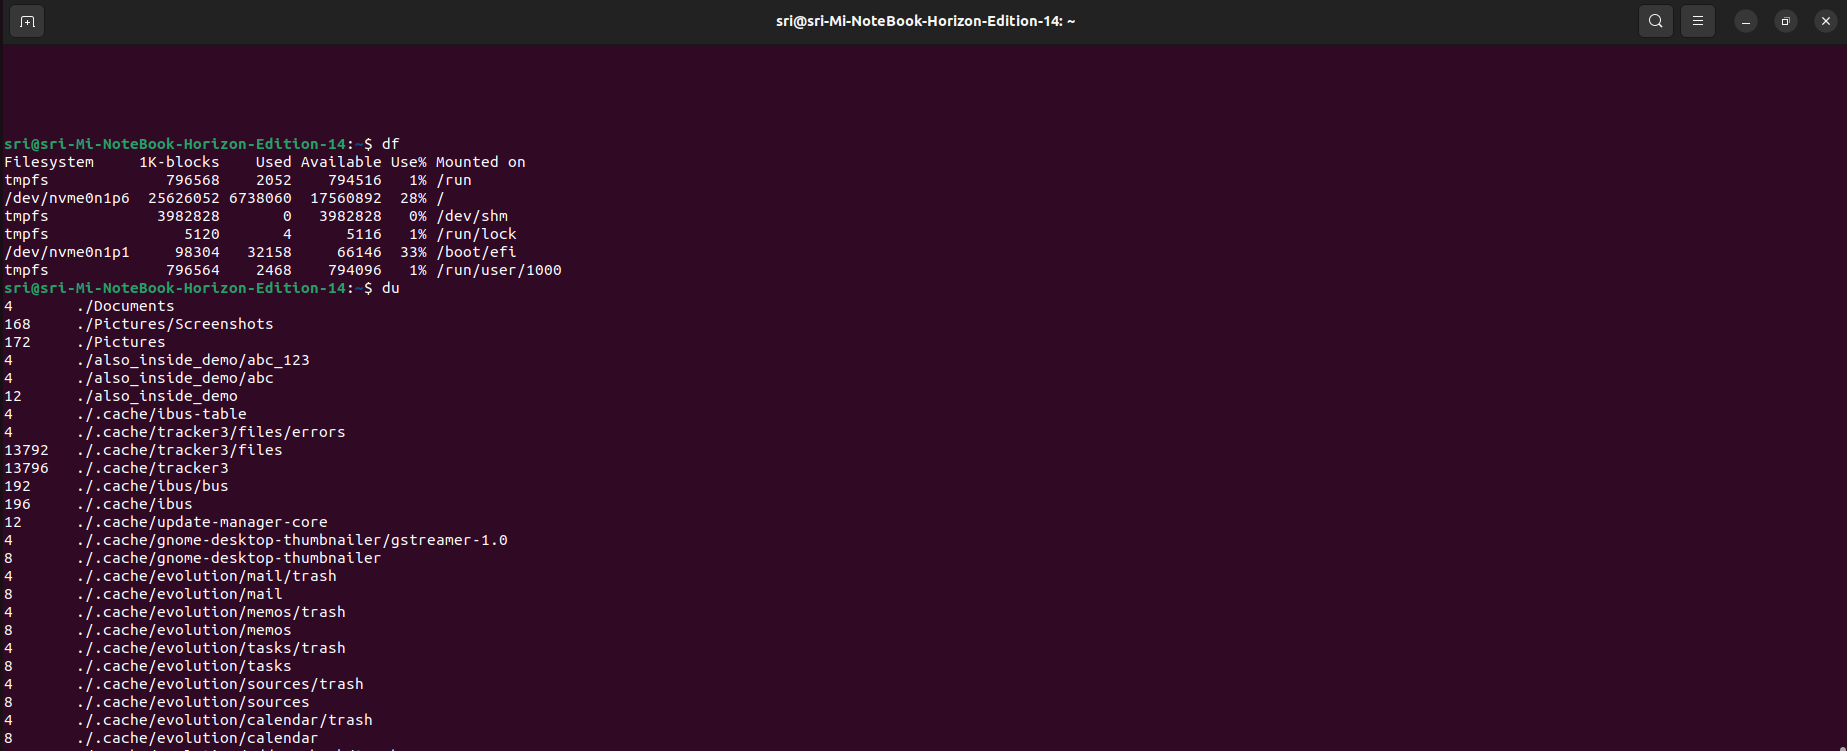 sri@sri-Mi-NoteBook-Horizon-Edition-14: ~
sri@sri-Mi-NoteBook-Horizon-Edition-14:~$ df
Filesystem     1K-blocks    Used Available Use% Mounted on
tmpfs             796568    2052    794516   1% /run
/dev/nvme0n1p6  25626052 6738060  17560892  28% /
tmpfs            3982828       0   3982828   0% /dev/shm
tmpfs               5120       4      5116   1% /run/lock
/dev/nvme0n1p1     98304   32158     66146  33% /boot/efi
tmpfs             796564    2468    794096   1% /run/user/1000
sri@sri-Mi-NoteBook-Horizon-Edition-14:~$ du
4       ./Documents
168     ./Pictures/Screenshots
172     ./Pictures
4       ./also_inside_demo/abc_123
4       ./also_inside_demo/abc
12      ./also_inside_demo
4       ./.cache/ibus-table
4       ./.cache/tracker3/files/errors
13792   ./.cache/tracker3/files
13796   ./.cache/tracker3
192     ./.cache/ibus/bus
196     ./.cache/ibus
12      ./.cache/update-manager-core
4       ./.cache/gnome-desktop-thumbnailer/gstreamer-1.0
8       ./.cache/gnome-desktop-thumbnailer
4       ./.cache/evolution/mail/trash
8       ./.cache/evolution/mail
4       ./.cache/evolution/memos/trash
8       ./.cache/evolution/memos
4       ./.cache/evolution/tasks/trash
8       ./.cache/evolution/tasks
4       ./.cache/evolution/sources/trash
8       ./.cache/evolution/sources
4       ./.cache/evolution/calendar/trash
8       ./.cache/evolution/calendar